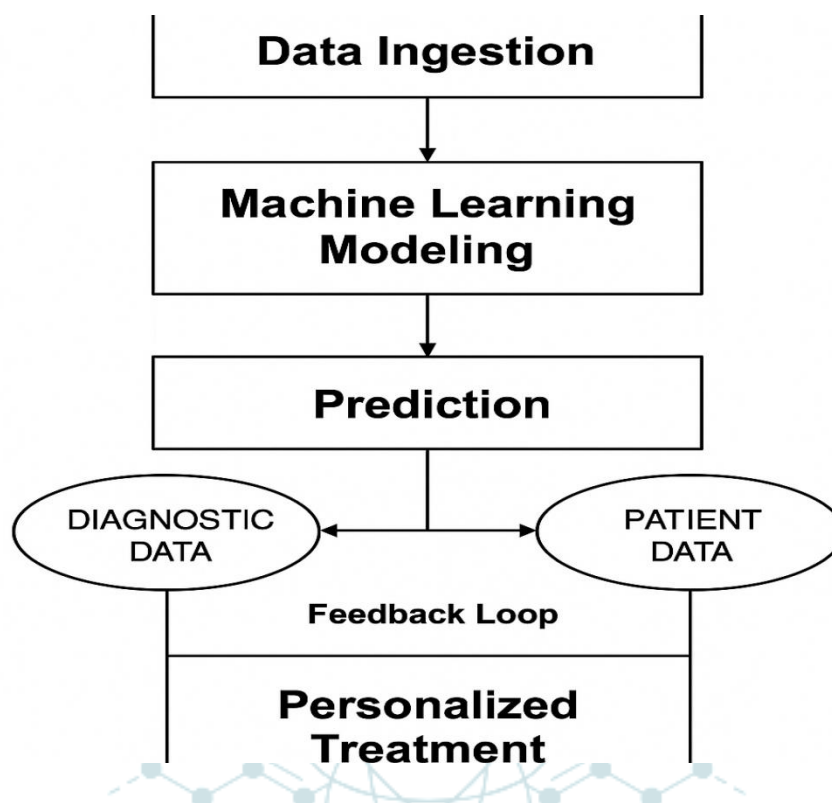 Data Ingestion
Machine Learning
Modeling
Prediction
DIAGNOSTIC
DATA
PATIENT
DATA
Feedback Loop
Personalized
Treatment